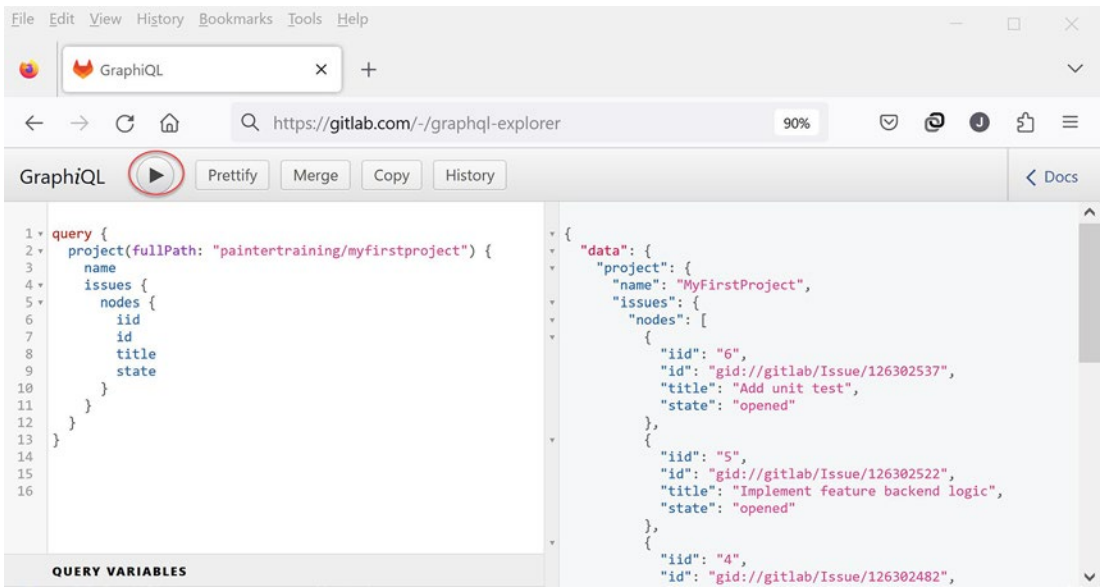 File Edit View History Bookmarks Tools Help
GraphiQL
https://gitlab.com/-/graphql-explorer 90% J
GraphiQL Prettify Merge Copy History Docs
1 query {
2 project(fullPath: "paintertraining/myfirstproject") {
3 name
4 issues {
5 nodes {
6 iid
7 id
8 title
9 state
10 }
11 }
12 }
13 }
14
15
16
QUERY VARIABLES
{
"data": {
"project": {
"name": "MyFirstProject",
"issues": {
"nodes": [
{
"iid": "6",
"id": "gid://gitlab/Issue/126302537",
"title": "Add unit test",
"state": "opened"
},
{
"iid": "5",
"id": "gid://gitlab/Issue/126302522",
"title": "Implement feature backend logic",
"state": "opened"
},
{
"iid": "4",
"id": "gid://gitlab/Issue/126302482",